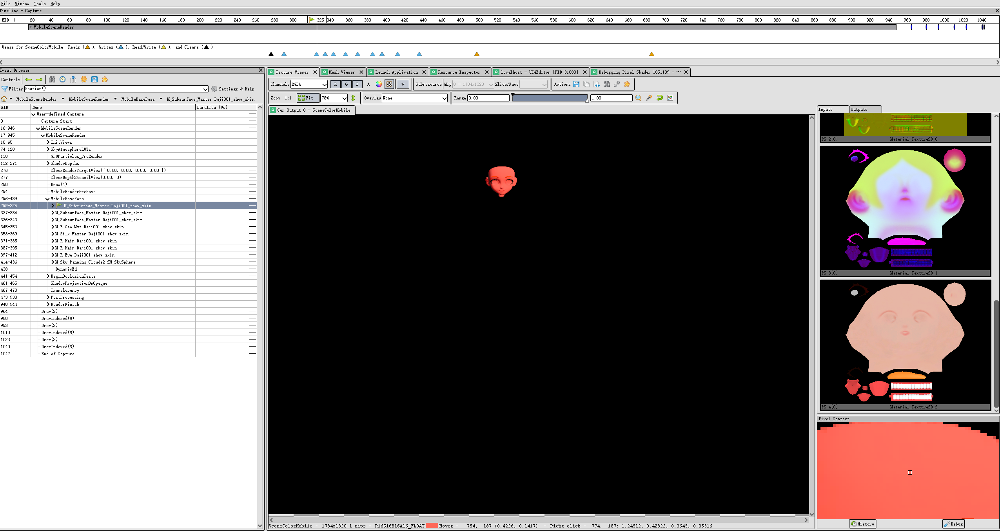 File Window Tools Help
Timeline - Capture
EID: 0 20 40 60 80 100 120 140 160 180 200 220 240 260 280 300 325 340 360 380 400 420 440 460 480 500 520 540 560 580 600 620 640 660 680 700 720 740 760 780 800 820 840 860 880 900 920 940 960 980 1000 1020 1040
+ MobileSceneRender
Usage for SceneColorMobile: Reads ( ), Writes ( ), Read/Write ( ), and Clears ( )
Event Browser
Controls
Filter $action() Settings & Help
MobileSceneRender MobileSceneRender MobileBasePass M_Subsurface_Master Daji001_show_skin
EID Name Duration (µs)
User-defined Capture
0 Capture Start
16-946 MobileSceneRender
17-945 MobileSceneRender
18-65 InitViews
74-128 SkyAtmosphereLUTs
130 GPUParticles_PreRender
132-271 ShadowDepths
276 ClearRenderTargetView({ 0.00, 0.00, 0.00, 0.00 })
277 ClearDepthStencilView(0.00, 0)
290 Draw(4)
294 MobileRenderPrePass
296-439 MobileBasePass
299-325 M_Subsurface_Master Daji001_show_skin
327-334 M_Subsurface_Master Daji001_show_skin
336-343 M_Subsurface_Master Daji001_show_skin
345-356 M_R_Geo_Mst Daji001_show_skin
358-369 M_Silk_Master Daji001_show_skin
371-385 M_R_Hair Daji001_show_skin
387-395 M_R_Hair Daji001_show_skin
397-412 M_R_Eye Daji001_show_skin
414-436 M_Sky_Panning_Clouds2 SM_SkySphere
438 DynamicEd
441-454 BeginOcclusionTests
461-465 ShadowProjectionOnOpaque
467-470 Translucency
473-938 PostProcessing
940-944 RenderFinish
964 Draw(2)
980 DrawIndexed(6)
993 Draw(2)
1010 DrawIndexed(6)
1023 Draw(2)
1040 DrawIndexed(6)
1042 End of Capture
Texture Viewer Mesh Viewer Launch Application Resource Inspector localhost - UE4Editor [PID 31880] Debugging Pixel Shader 1851139 - ...
Channels RGBA R G B A γ Subresource Mip 0 - 1784x1320 Slice/Face Actions
Zoom 1:1 Fit 78% Overlay None Range 0.00 1.00
Cur Output 0 - SceneColorMobile
SceneColorMobile - 1784x1320 1 mips - R16G16B16A16_FLOAT Hover - 754, 187 (0.4226, 0.1417) - Right click - 774, 187: 1.24512, 0.42822, 0.3645, 0.05316
Inputs Outputs
PS 2[0] Material_Texture2D_0
PS 3[0] Material_Texture2D_1
PS 4[0] Material_Texture2D_2
Pixel Context
History Debug